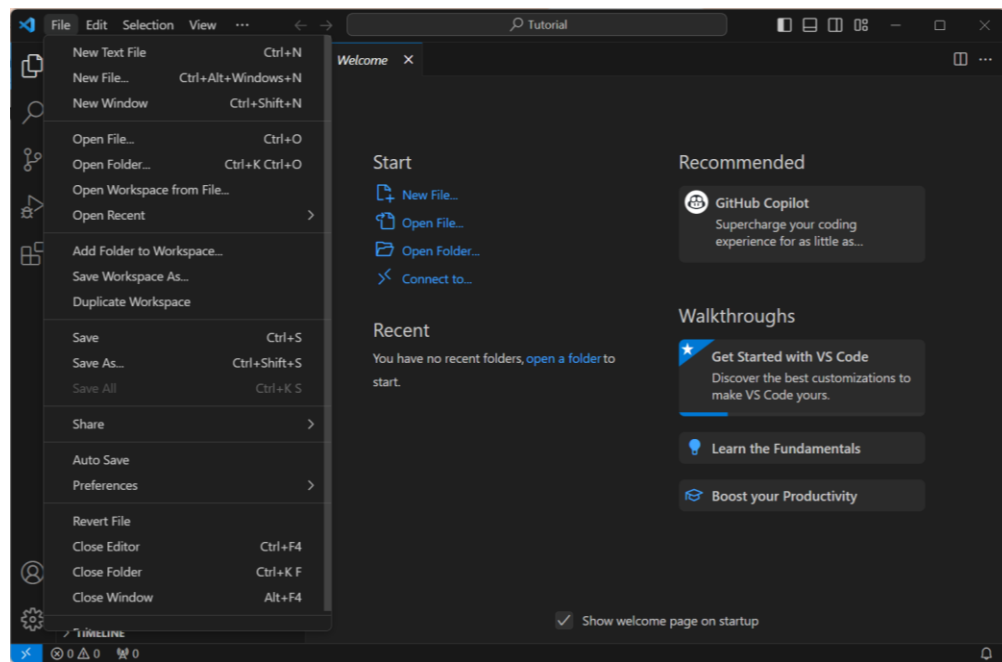 File Edit Selection View ··· Tutorial
New Text File Ctrl+N
New File... Ctrl+Alt+Windows+N
New Window Ctrl+Shift+N
Open File... Ctrl+O
Open Folder... Ctrl+K Ctrl+O
Open Workspace from File...
Open Recent
Add Folder to Workspace...
Save Workspace As...
Duplicate Workspace
Save Ctrl+S
Save As... Ctrl+Shift+S
Save All Ctrl+K S
Share
Auto Save
Preferences
Revert File
Close Editor Ctrl+F4
Close Folder Ctrl+K F
Close Window Alt+F4
TIMELINE
Welcome
Start
New File...
Open File...
Open Folder...
Connect to...
Recent
You have no recent folders, open a folder to
start.
Recommended
GitHub Copilot
Supercharge your coding
experience for as little as...
Walkthroughs
Get Started with VS Code
Discover the best customizations to
make VS Code yours.
Learn the Fundamentals
Boost your Productivity
Show welcome page on startup
0 0 0